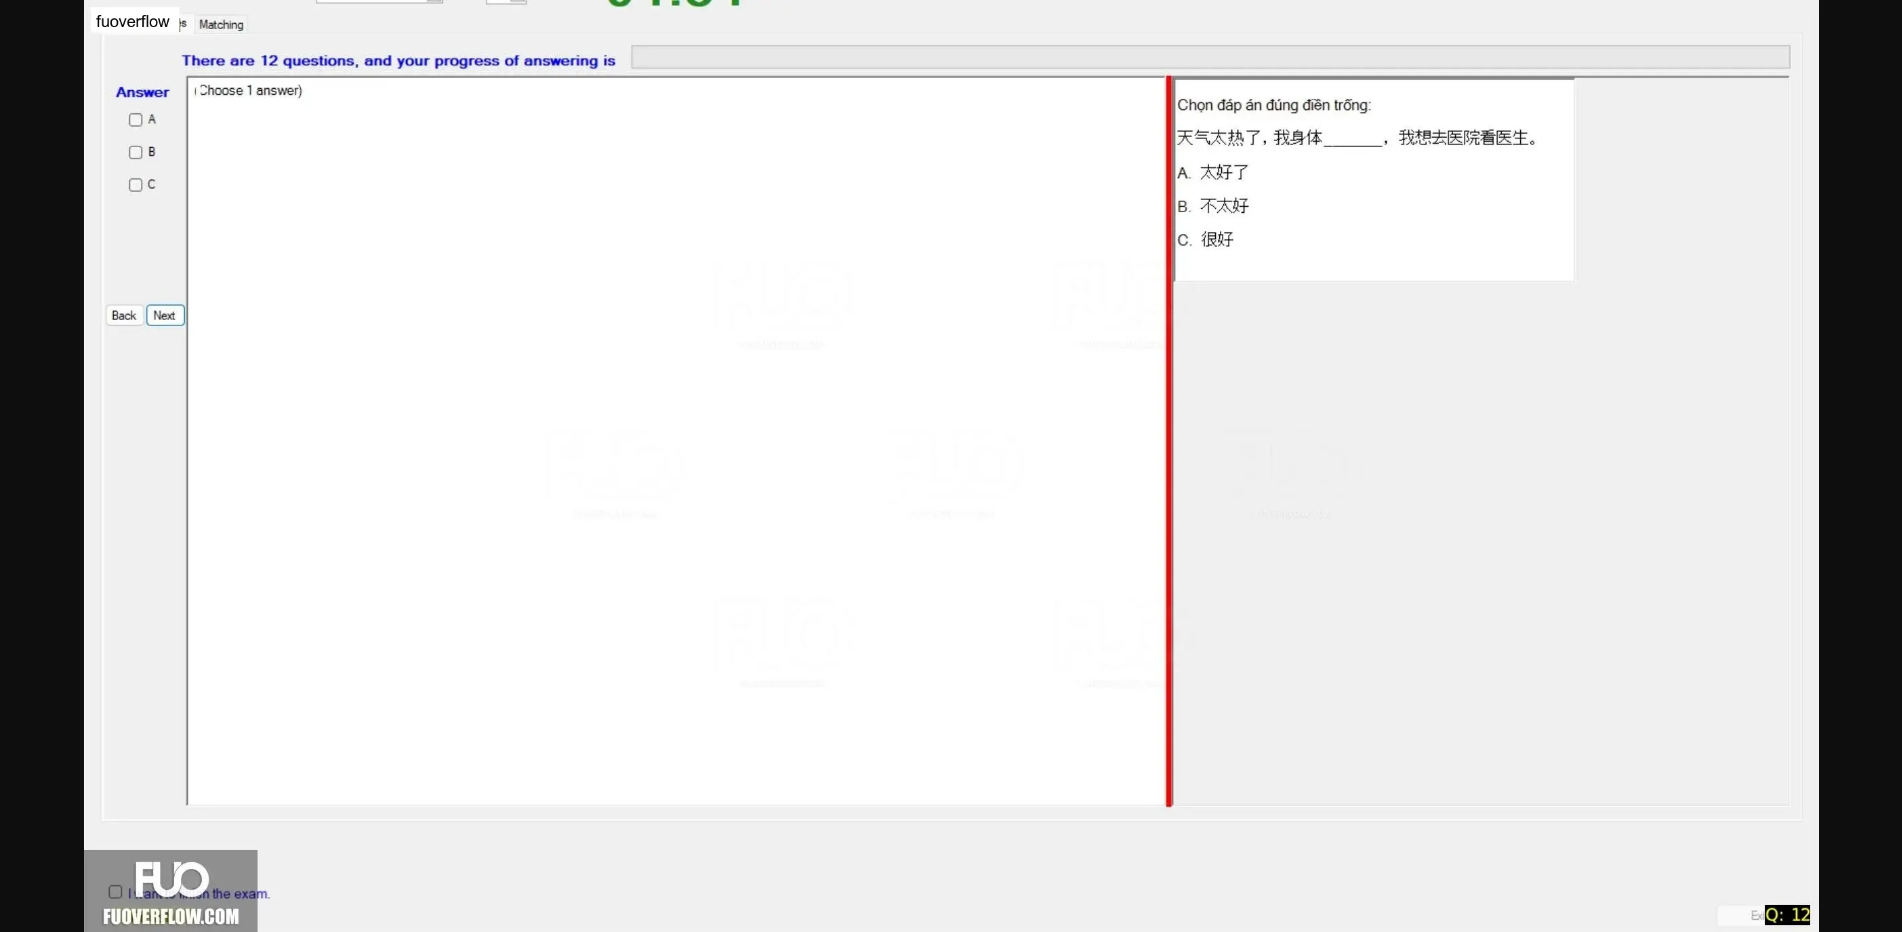 fuoverflow
Matching
There are 12 questions, and your progress of answering is
Answer
(Choose 1 answer)
A
B
C
Back Next
Chọn đáp án đúng điền trống:
天气太热了, 我身体______, 我想去医院看医生。
A. 太好了
B. 不太好
C. 很好
FUO
the exam.
FUOVERFLOW.COM
Q: 12